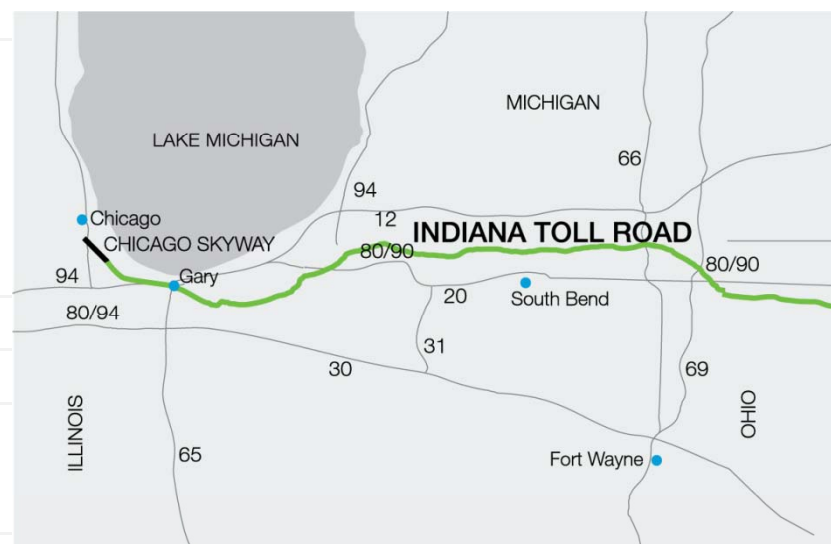 MICHIGAN
LAKE MICHIGAN
66
94
12
Chicago
INDIANA TOLL ROAD
CHICAGO SKYWAY
80/90
80/90
94
Gary
20
South Bend
80/94
31
30
69
ILLINOIS
OHIO
65
Fort Wayne